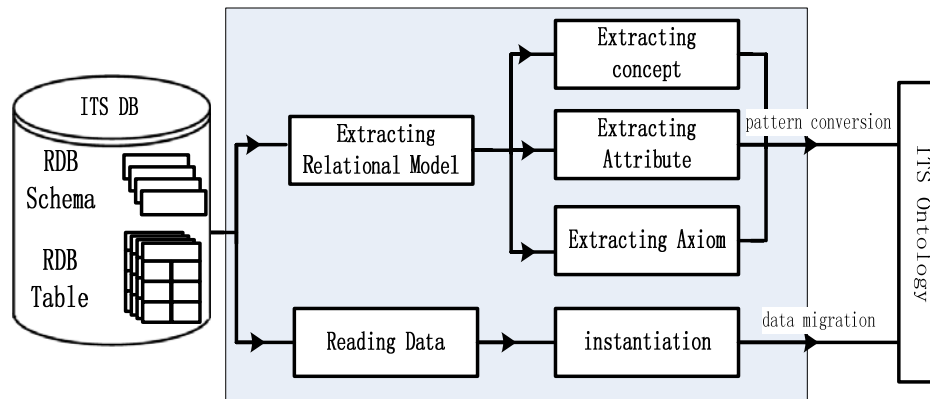 ITS DB
RDB
Schema
RDB
Table
Extracting
Relational Model
Extracting
concept
Extracting
Attribute
Extracting Axiom
pattern conversion
Reading Data
instantiation
data migration
ITS Ontology